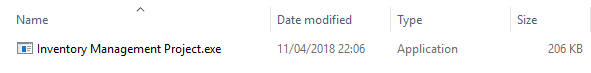 Name Date modified Type Size
Inventory Management Project.exe 11/04/2018 22:06 Application 206 KB